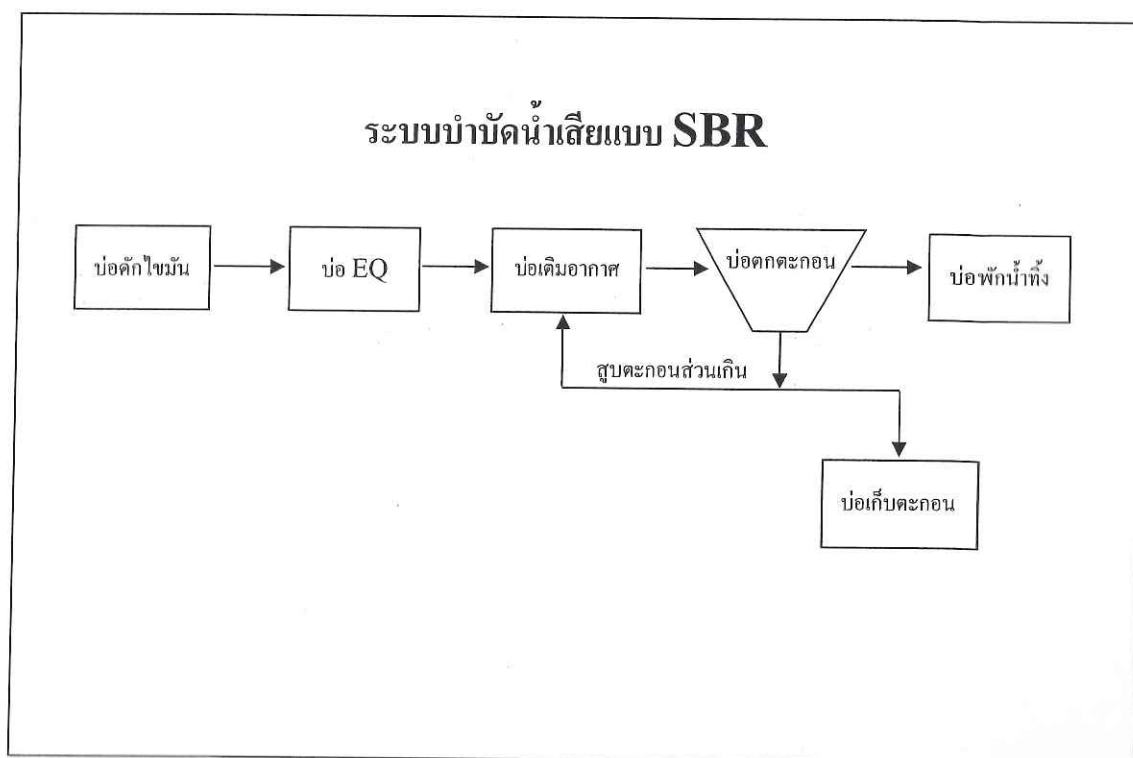 ระบบบำบัดน้ำเสียแบบ SBR
บ่อดักไขมัน
บ่อ EQ
บ่อเติมอากาศ
บ่อตกตะกอน
บ่อพักน้ำทิ้ง
สูบตะกอนส่วนเกิน
บ่อเก็บตะกอน